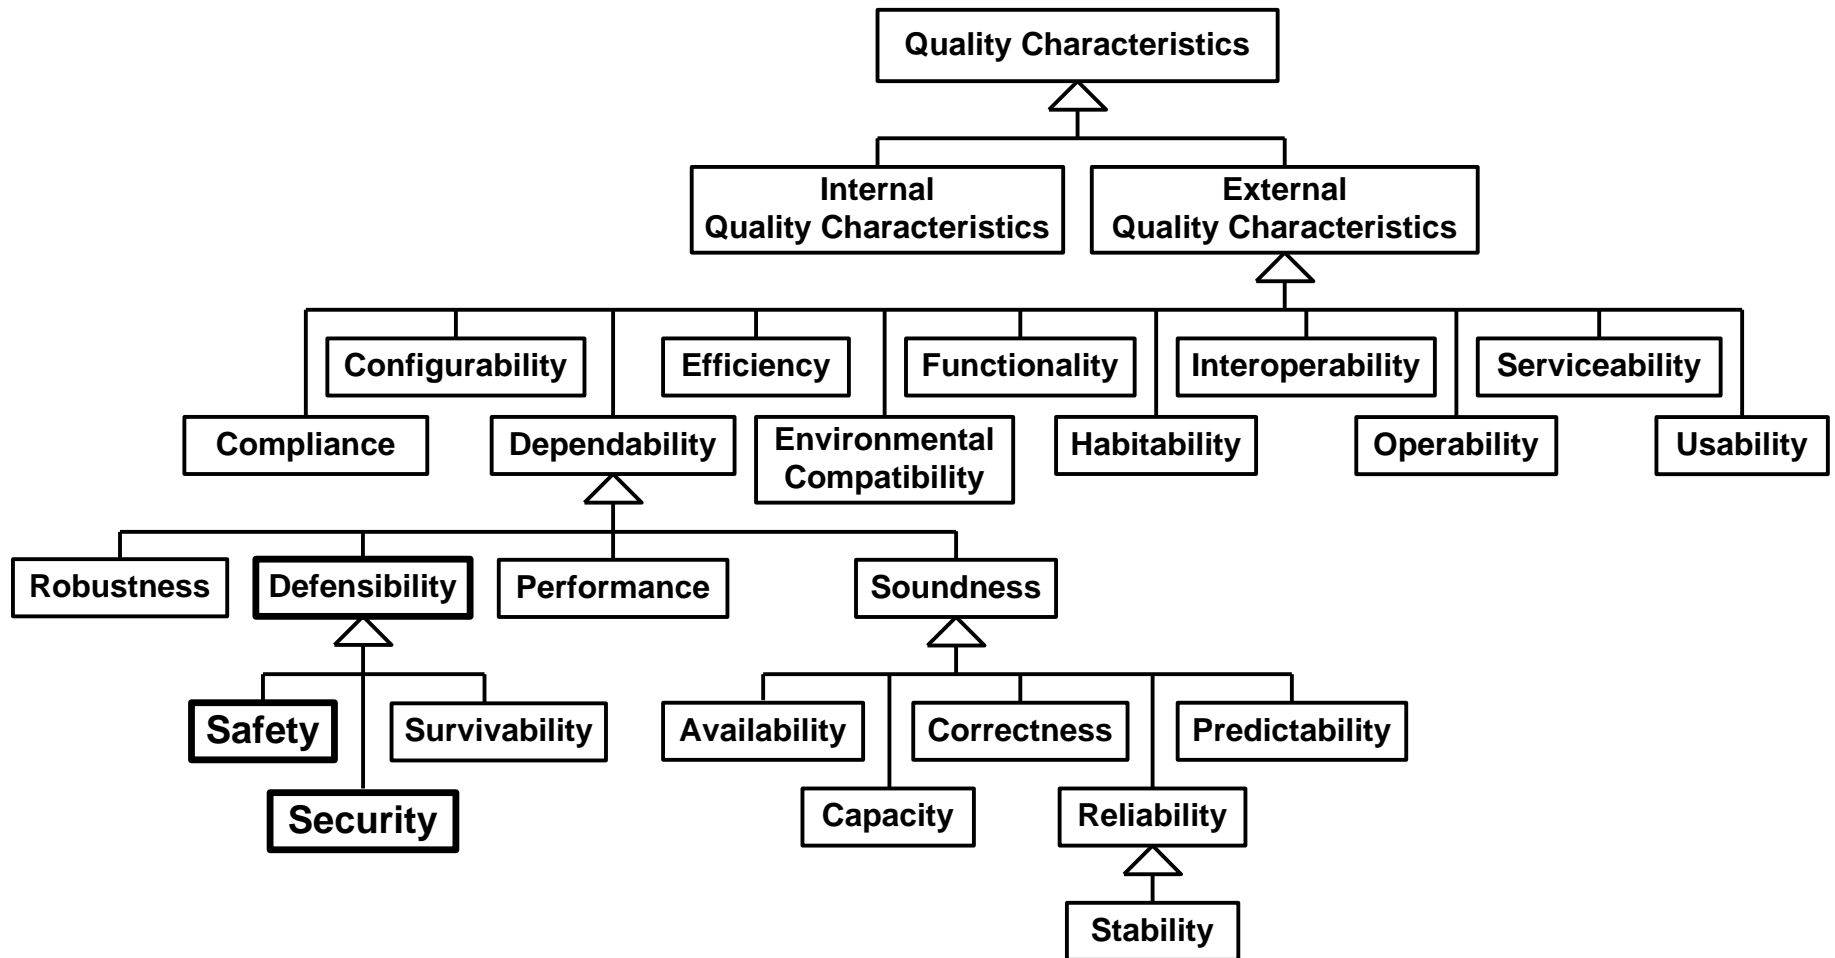 Quality Characteristics
Internal
Quality Characteristics
External
Quality Characteristics
Configurability
Efficiency
Functionality
Interoperability
Serviceability
Compliance
Dependability
Environmental
Compatibility
Habitability
Operability
Usability
Robustness
Defensibility
Performance
Soundness
Safety
Survivability
Availability
Correctness
Predictability
Security
Capacity
Reliability
Stability